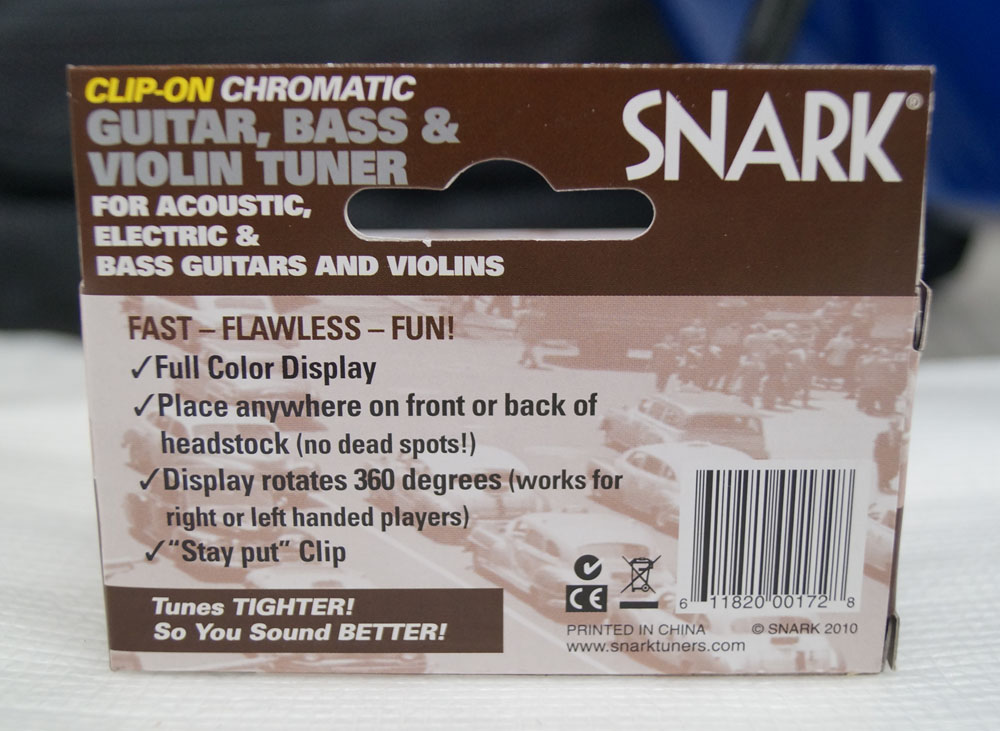 CLIP-ON CHROMATIC
GUITAR, BASS &
VIOLIN TUNER
FOR ACOUSTIC,
ELECTRIC &
BASS GUITARS AND VIOLINS
SNARK®
FAST – FLAWLESS – FUN!
✓Full Color Display
✓Place anywhere on front or back of
headstock (no dead spots!)
✓Display rotates 360 degrees (works for
right or left handed players)
✓“Stay put” Clip
Tunes TIGHTER!
So You Sound BETTER!
CE
6 11820 00172 8
PRINTED IN CHINA © SNARK 2010
www.snarktuners.com